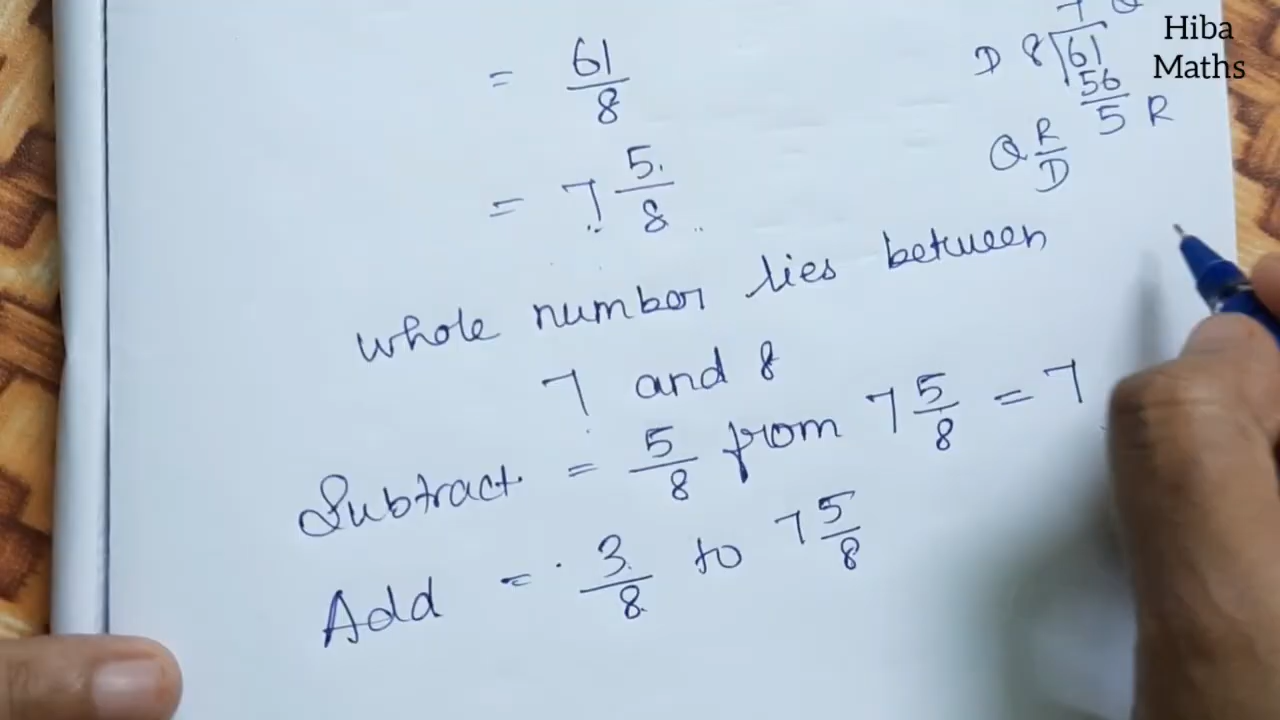 Hiba
Maths
= 61/8
7 Q
D 8)61
56
5 R
Q R/D
= 7 5/8
whole number lies between
7 and 8
Subtract = 5/8 from 7 5/8 = 7
Add = 3/8 to 7 5/8